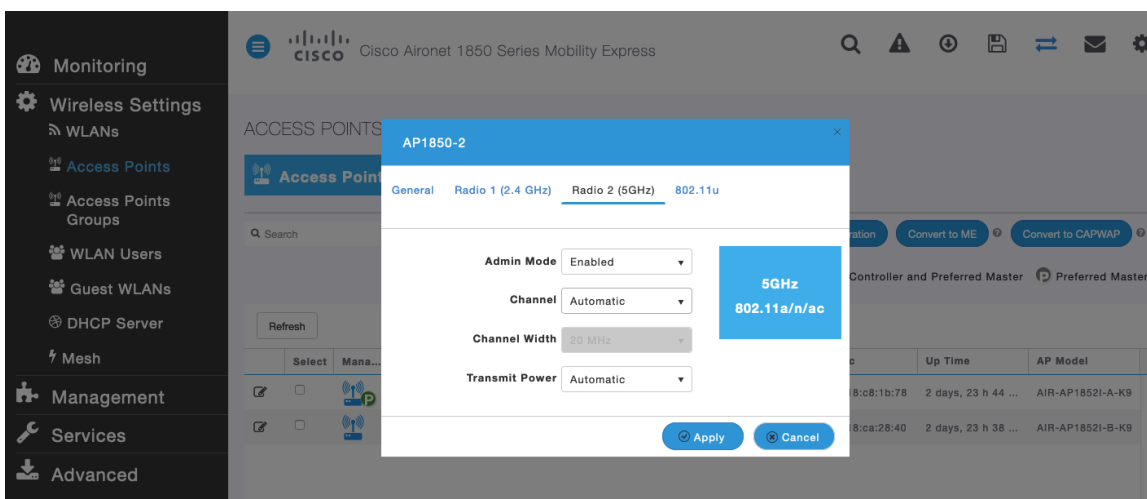 CISCO Cisco Aironet 1850 Series Mobility Express
Monitoring
Wireless Settings
WLANs
Access Points
Access Points
Groups
WLAN Users
Guest WLANs
DHCP Server
Mesh
Management
Services
Advanced
ACCESS POINTS
Access Point
Search
ration
Convert to ME
Convert to CAPWAP
Controller and Preferred Master
P Preferred Master
Refresh
Select Mana... c Up Time AP Model
P 8:c8:1b:78 2 days, 23 h 44 ... AIR-AP1852I-A-K9
8:ca:28:40 2 days, 23 h 38 ... AIR-AP1852I-B-K9
AP1850-2
General Radio 1 (2.4 GHz) Radio 2 (5GHz) 802.11u
Admin Mode Enabled
Channel Automatic
Channel Width 20 MHz
Transmit Power Automatic
5GHz
802.11a/n/ac
Apply Cancel